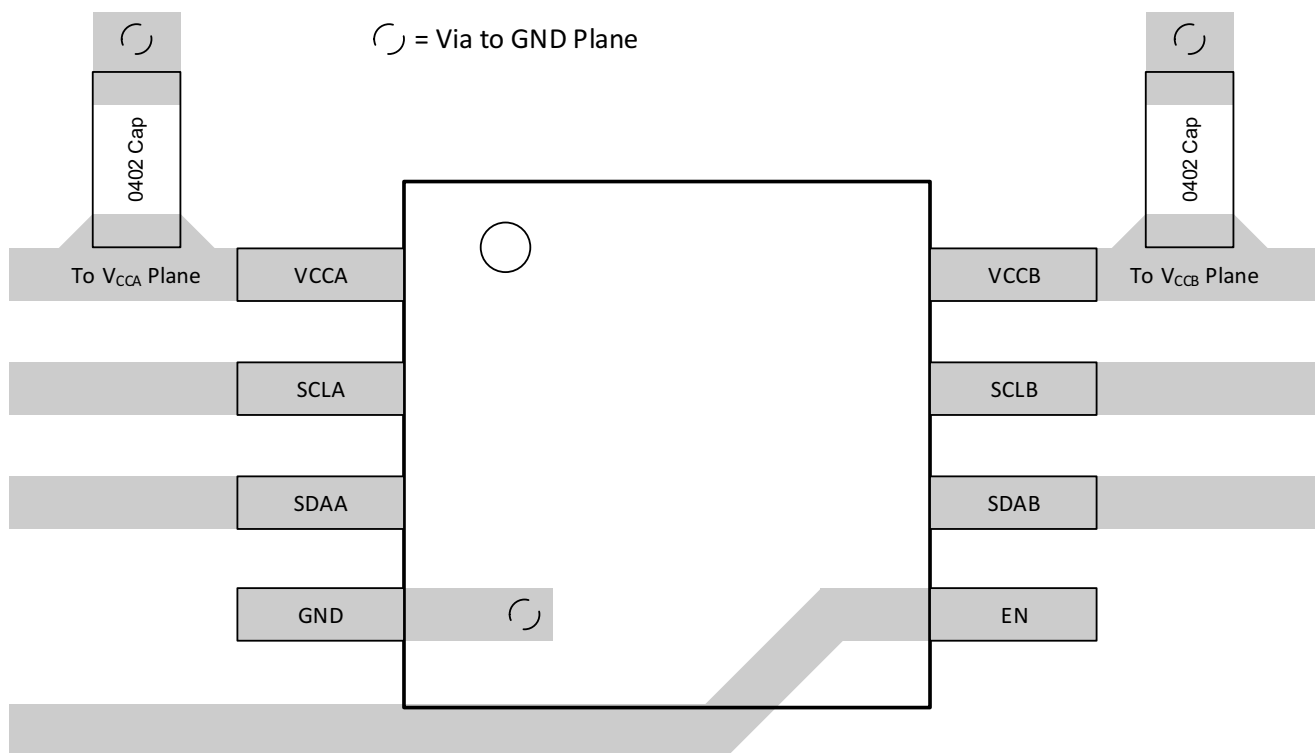 = Via to GND Plane
0402 Cap
0402 Cap
To VCCA Plane
VCCA
VCCB
To VCCB Plane
SCLA
SCLB
SDAA
SDAB
GND
EN